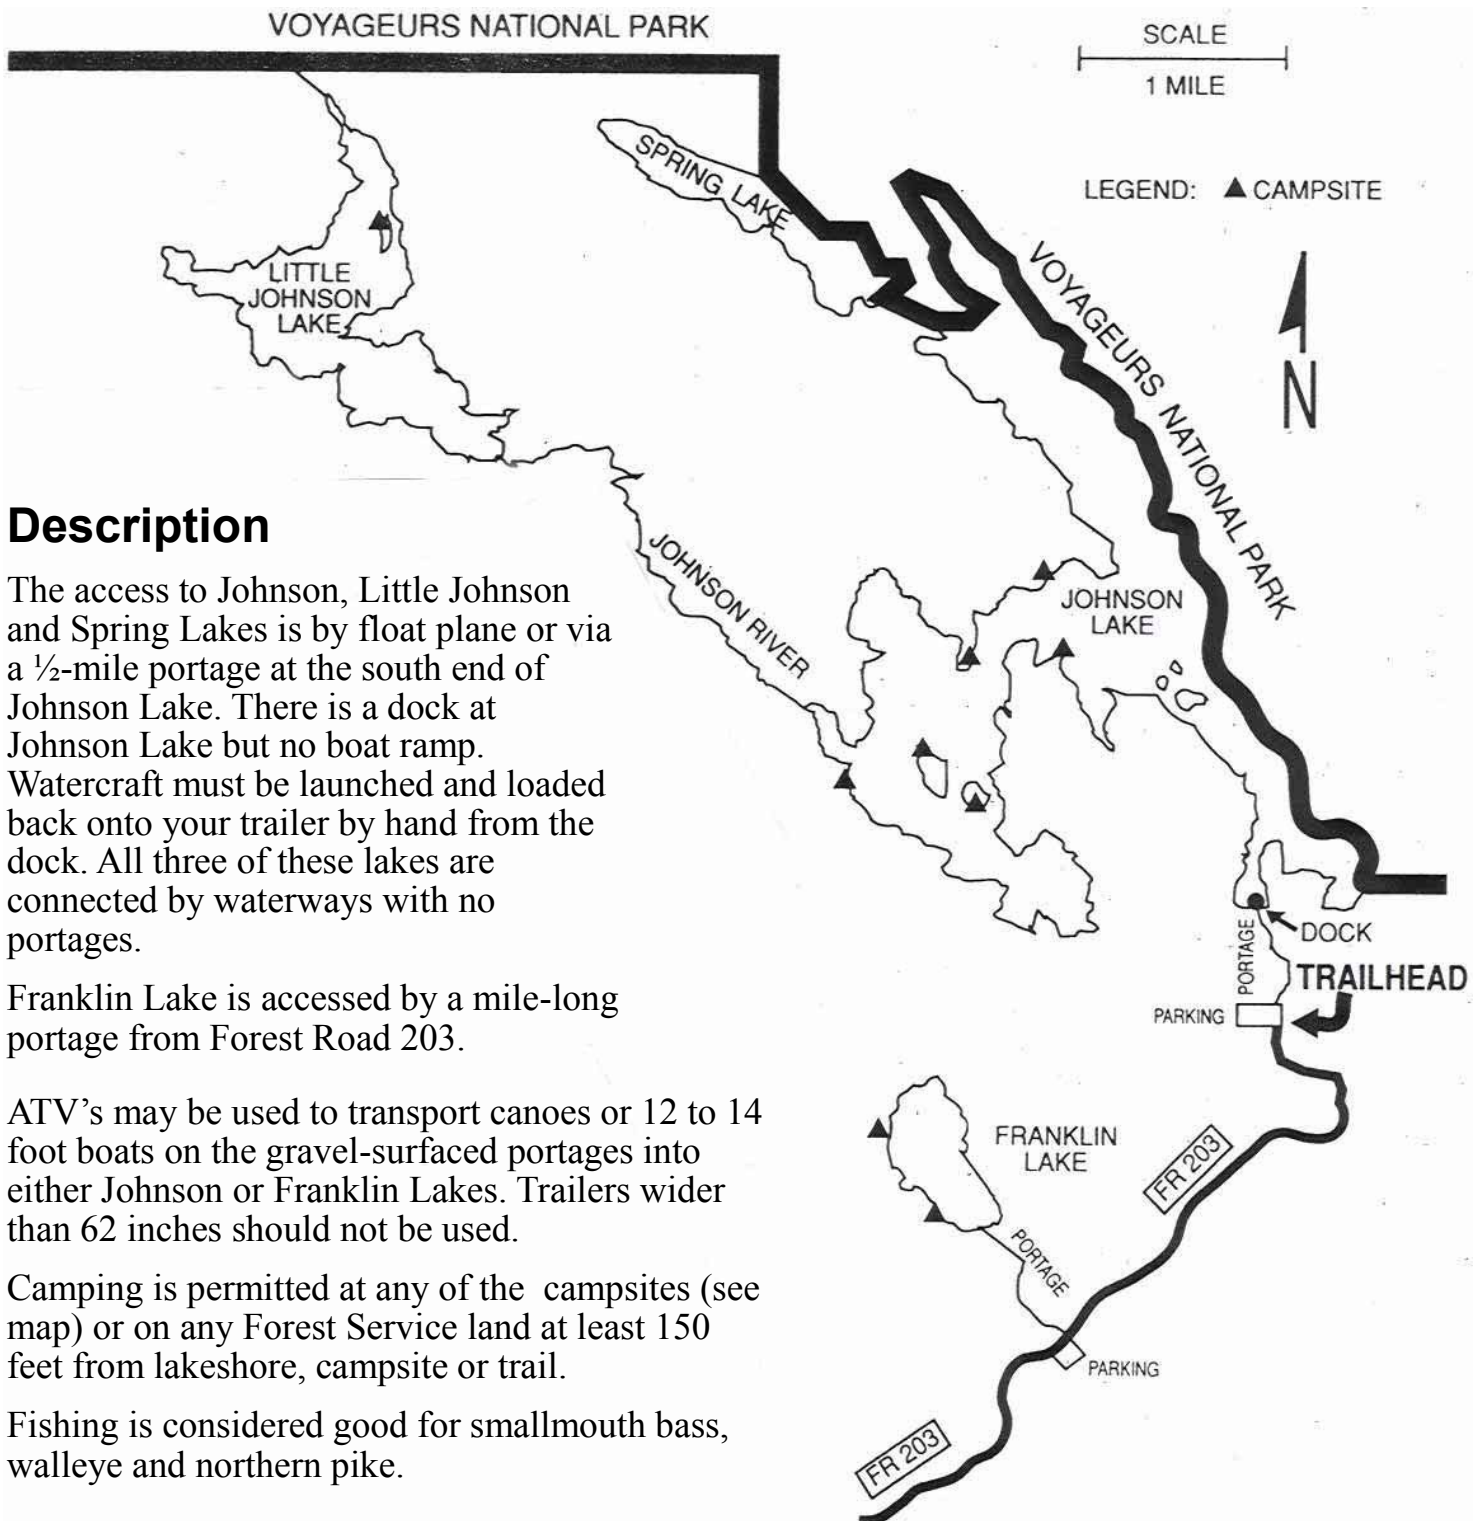 VOYAGEURS NATIONAL PARK
SCALE
1 MILE
LEGEND: ▲ CAMPSITE
SPRING LAKE
VOYAGEURS NATIONAL PARK
N
LITTLE
JOHNSON
LAKE
JOHNSON RIVER
JOHNSON
LAKE
Description
The access to Johnson, Little Johnson
and Spring Lakes is by float plane or via
a ½-mile portage at the south end of
Johnson Lake. There is a dock at
Johnson Lake but no boat ramp.
Watercraft must be launched and loaded
back onto your trailer by hand from the
dock. All three of these lakes are
connected by waterways with no
portages.
Franklin Lake is accessed by a mile-long
portage from Forest Road 203.
ATV’s may be used to transport canoes or 12 to 14
foot boats on the gravel-surfaced portages into
either Johnson or Franklin Lakes. Trailers wider
than 62 inches should not be used.
Camping is permitted at any of the campsites (see
map) or on any Forest Service land at least 150
feet from lakeshore, campsite or trail.
Fishing is considered good for smallmouth bass,
walleye and northern pike.
DOCK
PORTAGE
TRAILHEAD
PARKING
FRANKLIN
LAKE
FR 203
PORTAGE
PARKING
FR 203